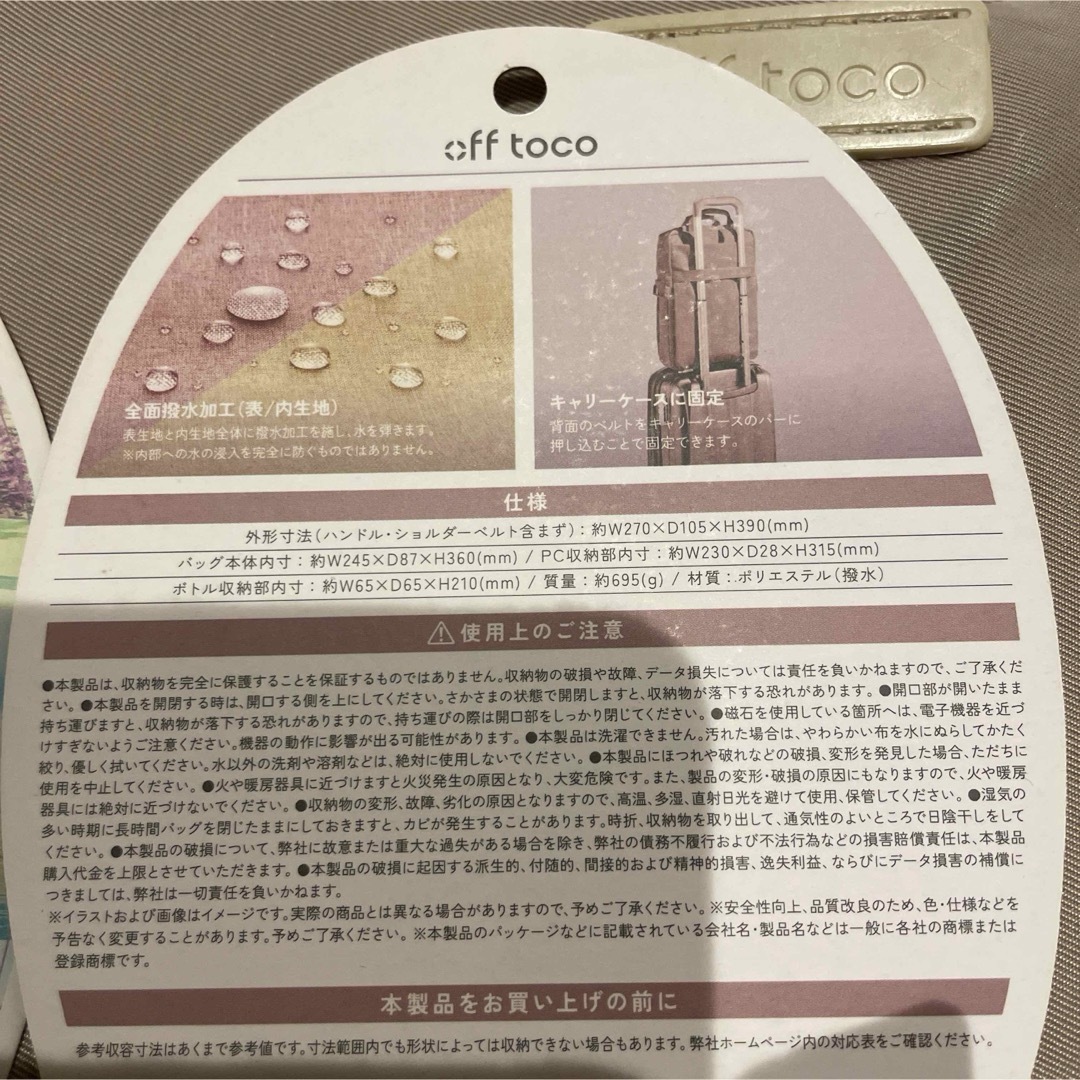 off toco
ff toco
全面撥水加工(表/内生地)
表生地と内生地全体に撥水加工を施し、水を弾きます。
※内部への水の浸入を完全に防ぐものではありません。
キャリーケースに固定
背面のベルトをキャリーケースのバーに
押し込むことで固定できます。
仕様
外形寸法(ハンドル・ショルダーベルト含まず):約W270×D105×H390(mm)
バッグ本体内寸:約W245×D87×H360(mm) / PC収納部内寸:約W230×D28×H315(mm)
ボトル収納部内寸:約W65×D65×H210(mm) / 質量:約695(g) / 材質:ポリエステル(撥水)
⚠使用上のご注意
●本製品は、収納物を完全に保護することを保証するものではありません。収納物の破損や故障、データ損失については責任を負いかねますので、ご了承くだ
さい。●本製品を開閉する時は、開口する側を上にしてください。さかさまの状態で開閉しますと、収納物が落下する恐れがあります。●開口部が開いたまま
持ち運びますと、収納物が落下する恐れがありますので、持ち運びの際は開口部をしっかり閉じてください。●磁石を使用している箇所へは、電子機器を近づ
けすぎないようご注意ください。機器の動作に影響が出る可能性があります。●本製品は洗濯できません。汚れた場合は、やわらかい布を水にぬらしてかたく
絞り、優しく拭いてください。水以外の洗剤や溶剤などは、絶対に使用しないでください。●本製品にほつれや破れなどの破損、変形を発見した場合、ただちに
使用を中止してください。●火や暖房器具に近づけますと火災発生の原因となり、大変危険です。また、製品の変形・破損の原因にもなりますので、火や暖房
器具には絶対に近づけないでください。●収納物の変形、故障、劣化の原因となりますので、高温、多湿、直射日光を避けて使用、保管してください。●湿気の
多い時期に長時間バッグを閉じたままにしておきますと、カビが発生することがあります。時折、収納物を取り出して、通気性のよいところで日陰干しをして
ください。●本製品の破損について、弊社に故意または重大な過失がある場合を除き、弊社の債務不履行および不法行為などの損害賠償責任は、本製品
購入代金を上限とさせていただきます。●本製品の破損に起因する派生的、付随的、間接的および精神的損害、逸失利益、ならびにデータ損害の補償に
つきましては、弊社は一切責任を負いかねます。
※イラストおよび画像はイメージです。実際の商品とは異なる場合がありますので、予めご了承ください。※安全性向上、品質改良のため、色・仕様などを
予告なく変更することがあります。予めご了承ください。※本製品のパッケージなどに記載されている会社名・製品名などは一般に各社の商標または
登録商標です。
本製品をお買い上げの前に
参考収容寸法はあくまで参考値です。寸法範囲内でも形状によっては収納できない場合もあります。弊社ホームページ内の対応表をご確認ください。